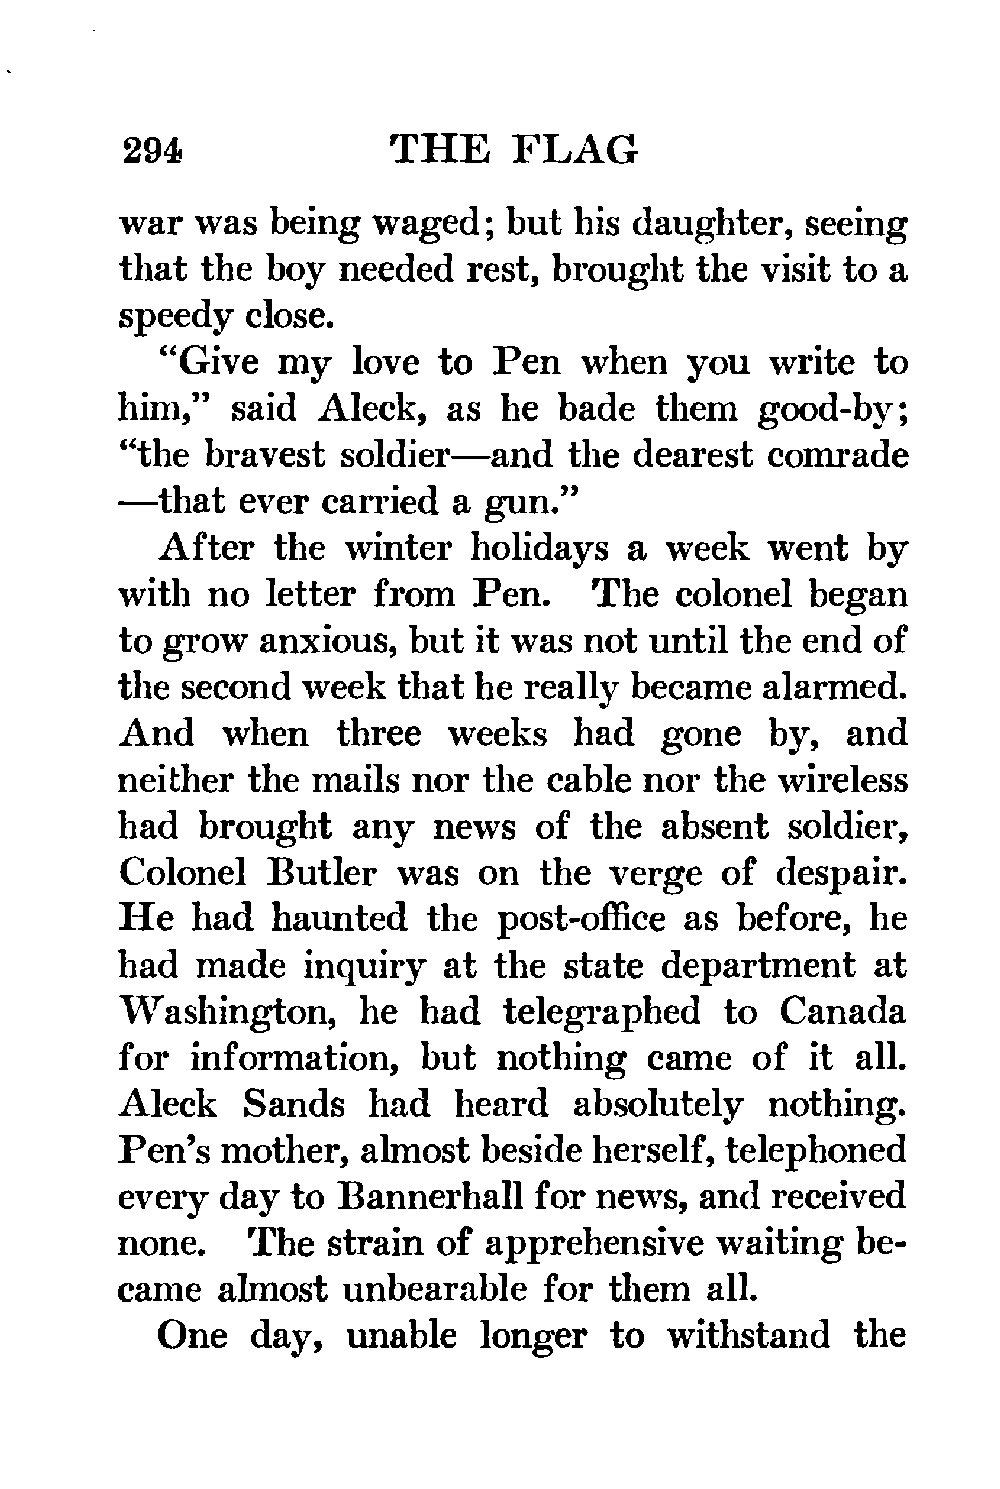 294 THE FLAG
war was being waged; but his daughter, seeing
that the boy needed rest, brought the visit to a
speedy close.
“Give my love to Pen when you write to
him,” said Aleck, as he bade them good-by;
“the bravest soldier—and the dearest comrade
—that ever carried a gun.”
After the winter holidays a week went by
with no letter from Pen. The colonel began
to grow anxious, but it was not until the end of
the second week that he really became alarmed.
And when three weeks had gone by, and
neither the mails nor the cable nor the wireless
had brought any news of the absent soldier,
Colonel Butler was on the verge of despair.
He had haunted the post-office as before, he
had made inquiry at the state department at
Washington, he had telegraphed to Canada
for information, but nothing came of it all.
Aleck Sands had heard absolutely nothing.
Pen’s mother, almost beside herself, telephoned
every day to Bannerhall for news, and received
none. The strain of apprehensive waiting be-
came almost unbearable for them all.
One day, unable longer to withstand the